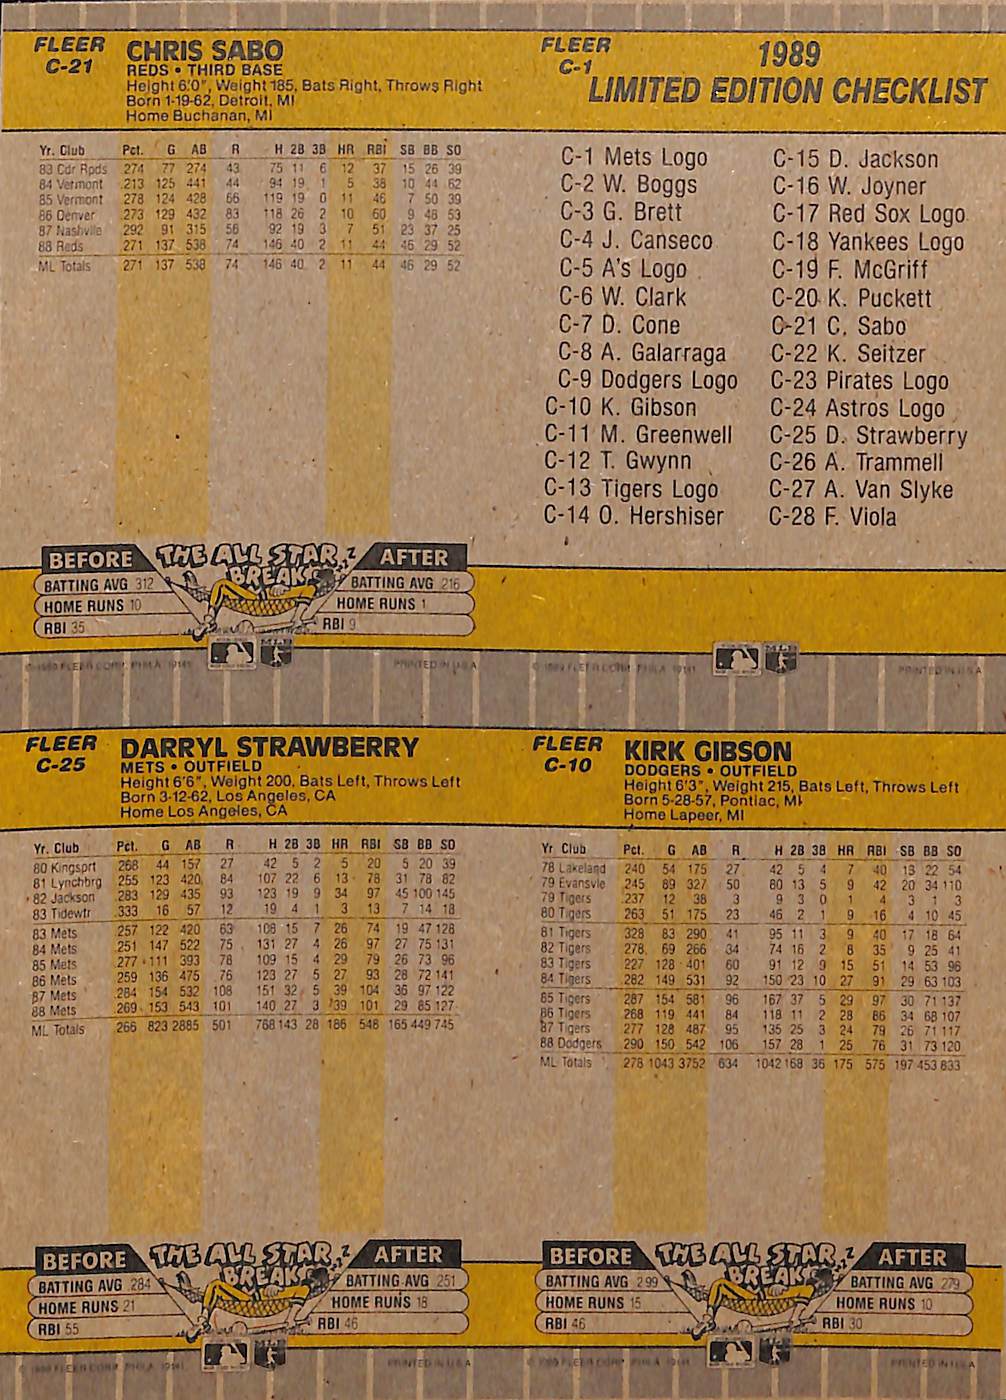 FLEER
C-21
CHRIS SABO
REDS • THIRD BASE
Height 6'0", Weight 185, Bats Right, Throws Right
Born 1-19-62, Detroit, MI
Home Buchanan, MI
Yr. Club Pct. G AB R H 2B 3B HR RBI SB BB SO
83 Cdr Rpds .274 77 274 43 75 11 6 12 37 15 26 39
84 Vermont .213 125 441 44 94 19 1 5 38 10 44 62
85 Vermont .278 124 428 66 119 19 0 11 46 7 50 39
86 Denver .273 129 432 83 118 26 2 10 60 9 48 53
87 Nashvlle .292 91 315 56 92 19 3 7 51 23 37 25
88 Reds .271 137 538 74 146 40 2 11 44 46 29 52
ML Totals .271 137 538 74 146 40 2 11 44 46 29 52
BEFORE THE ALL STAR BREAK AFTER
BATTING AVG .312 BATTING AVG .216
HOME RUNS 10 HOME RUNS 1
RBI 35 RBI 9
© 1989 FLEER CORP. PHILA. 19141 PRINTED IN U.S.A.
FLEER
C-1
1989
LIMITED EDITION CHECKLIST
C-1 Mets Logo
C-2 W. Boggs
C-3 G. Brett
C-4 J. Canseco
C-5 A's Logo
C-6 W. Clark
C-7 D. Cone
C-8 A. Galarraga
C-9 Dodgers Logo
C-10 K. Gibson
C-11 M. Greenwell
C-12 T. Gwynn
C-13 Tigers Logo
C-14 O. Hershiser
C-15 D. Jackson
C-16 W. Joyner
C-17 Red Sox Logo
C-18 Yankees Logo
C-19 F. McGriff
C-20 K. Puckett
C-21 C. Sabo
C-22 K. Seitzer
C-23 Pirates Logo
C-24 Astros Logo
C-25 D. Strawberry
C-26 A. Trammell
C-27 A. Van Slyke
C-28 F. Viola
© 1989 FLEER CORP. PHILA. 19141 PRINTED IN U.S.A.
FLEER
C-25
DARRYL STRAWBERRY
METS • OUTFIELD
Height 6'6", Weight 200, Bats Left, Throws Left
Born 3-12-62, Los Angeles, CA
Home Los Angeles, CA
Yr. Club Pct. G AB R H 2B 3B HR RBI SB BB SO
80 Kingsprt .268 44 157 27 42 5 2 5 20 5 20 39
81 Lynchbrg .255 123 420 84 107 22 6 13 78 31 78 82
82 Jackson .283 129 435 93 123 19 9 34 97 45 100 145
83 Tidewtr .333 16 57 12 19 4 1 3 13 7 14 18
83 Mets .257 122 420 63 108 15 7 26 74 19 47 128
84 Mets .251 147 522 75 131 27 4 26 97 27 75 131
85 Mets .277 111 393 78 109 15 4 29 79 26 73 96
86 Mets .259 136 475 76 123 27 5 27 93 28 72 141
87 Mets .284 154 532 108 151 32 5 39 104 36 97 122
88 Mets .269 153 543 101 140 27 3 39 101 29 85 127
ML Totals .266 823 2885 501 768 143 28 186 548 165 449 745
BEFORE THE ALL STAR BREAK AFTER
BATTING AVG .284 BATTING AVG .251
HOME RUNS 21 HOME RUNS 18
RBI 55 RBI 46
© 1989 FLEER CORP. PHILA. 19141 PRINTED IN U.S.A.
FLEER
C-10
KIRK GIBSON
DODGERS • OUTFIELD
Height 6'3", Weight 215, Bats Left, Throws Left
Born 5-28-57, Pontiac, MI
Home Lapeer, MI
Yr. Club Pct. G AB R H 2B 3B HR RBI SB BB SO
78 Lakeland .240 54 175 27 42 5 4 7 40 13 22 54
79 Evansvle .245 89 327 50 80 13 5 9 42 20 34 110
79 Tigers .237 12 38 3 9 3 0 1 4 3 1 3
80 Tigers .263 51 175 23 46 2 1 9 16 4 10 45
81 Tigers .328 83 290 41 95 11 3 9 40 17 18 64
82 Tigers .278 69 266 34 74 16 2 8 35 9 25 41
83 Tigers .227 128 401 60 91 12 9 15 51 14 53 96
84 Tigers .282 149 531 92 150 23 10 27 91 29 63 103
85 Tigers .287 154 581 96 167 37 5 29 97 30 71 137
86 Tigers .268 119 441 84 118 11 2 28 86 34 68 107
87 Tigers .277 128 487 95 135 25 3 24 79 26 71 117
88 Dodgers .290 150 542 106 157 28 1 25 76 31 73 120
ML Totals .278 1043 3752 634 1042 168 36 175 575 197 453 833
BEFORE THE ALL STAR BREAK AFTER
BATTING AVG .299 BATTING AVG .279
HOME RUNS 15 HOME RUNS 10
RBI 46 RBI 30
© 1989 FLEER CORP. PHILA. 19141 PRINTED IN U.S.A.